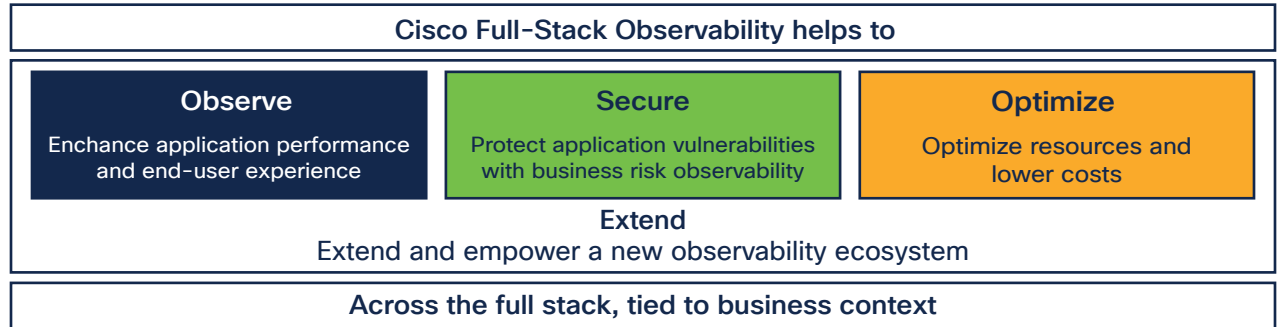 Cisco Full-Stack Observability helps to
Observe
Enchance application performance
and end-user experience
Secure
Protect application vulnerabilities
with business risk observability
Optimize
Optimize resources and
lower costs
Extend
Extend and empower a new observability ecosystem
Across the full stack, tied to business context